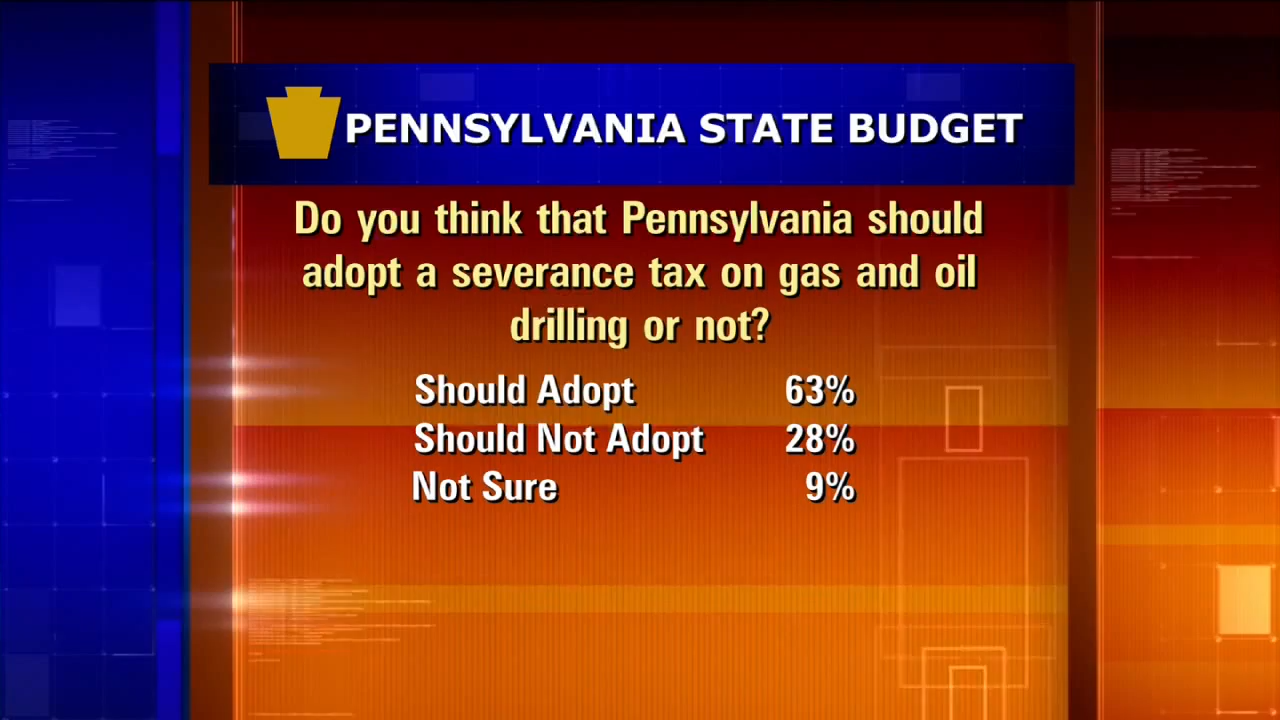 PENNSYLVANIA STATE BUDGET
Do you think that Pennsylvania should
adopt a severance tax on gas and oil
drilling or not?
Should Adopt 63%
Should Not Adopt 28%
Not Sure 9%